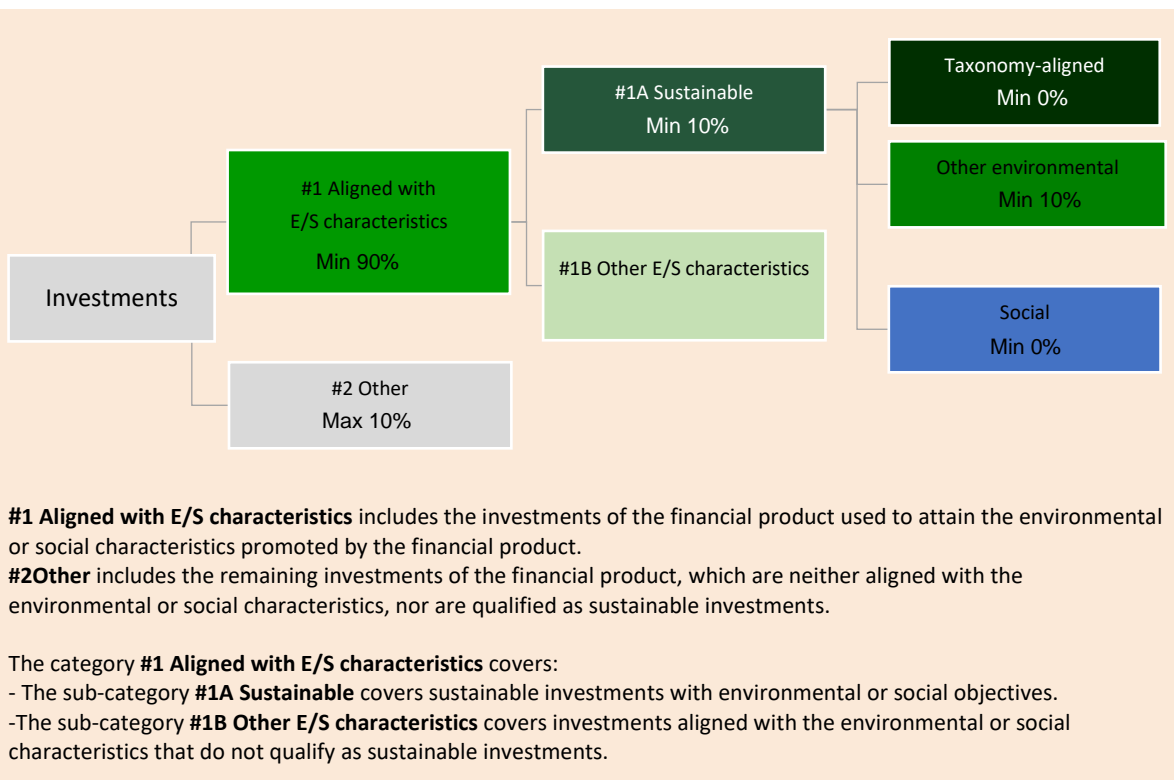 Investments
#1 Aligned with
E/S characteristics
Min 90%
#2 Other
Max 10%
#1A Sustainable
Min 10%
#1B Other E/S characteristics
Taxonomy-aligned
Min 0%
Other environmental
Min 10%
Social
Min 0%
#1 Aligned with E/S characteristics includes the investments of the financial product used to attain the environmental
or social characteristics promoted by the financial product.
#2Other includes the remaining investments of the financial product, which are neither aligned with the
environmental or social characteristics, nor are qualified as sustainable investments.
The category #1 Aligned with E/S characteristics covers:
- The sub-category #1A Sustainable covers sustainable investments with environmental or social objectives.
-The sub-category #1B Other E/S characteristics covers investments aligned with the environmental or social
characteristics that do not qualify as sustainable investments.